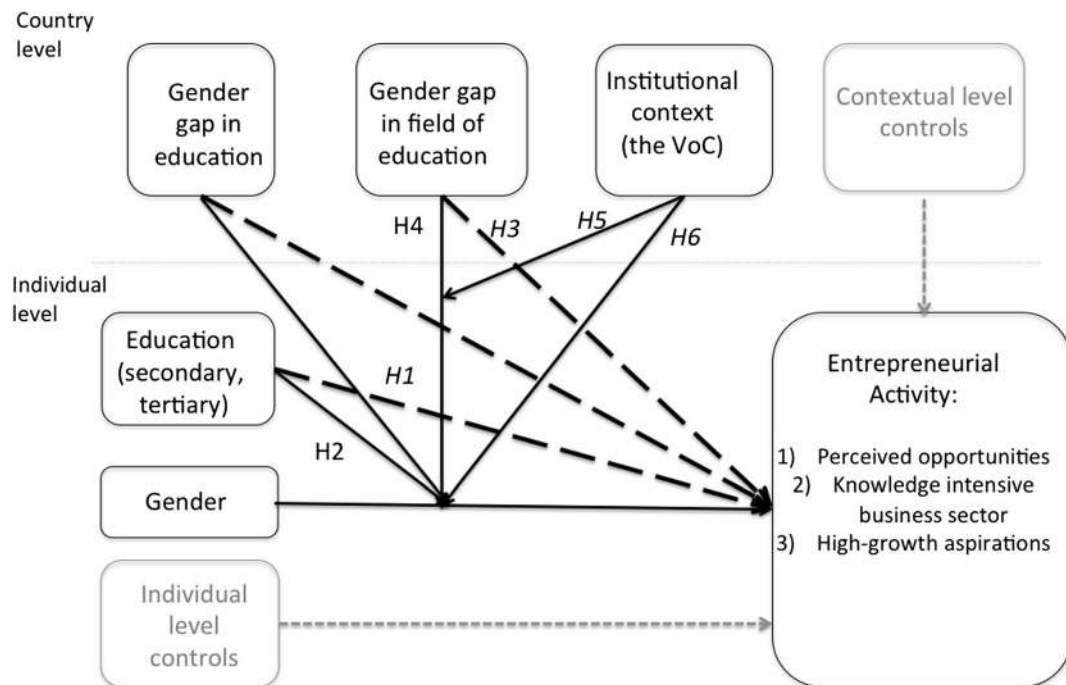 Country
level
Gender
gap in
education
Gender gap
in field of
education
Institutional
context
(the VoC)
Contextual level
controls
H4
H3
H5
H6
Individual
level
Education
(secondary,
tertiary)
H1
H2
Gender
Individual
level
controls
Entrepreneurial
Activity:
1) Perceived opportunities
2) Knowledge intensive
business sector
3) High-growth aspirations